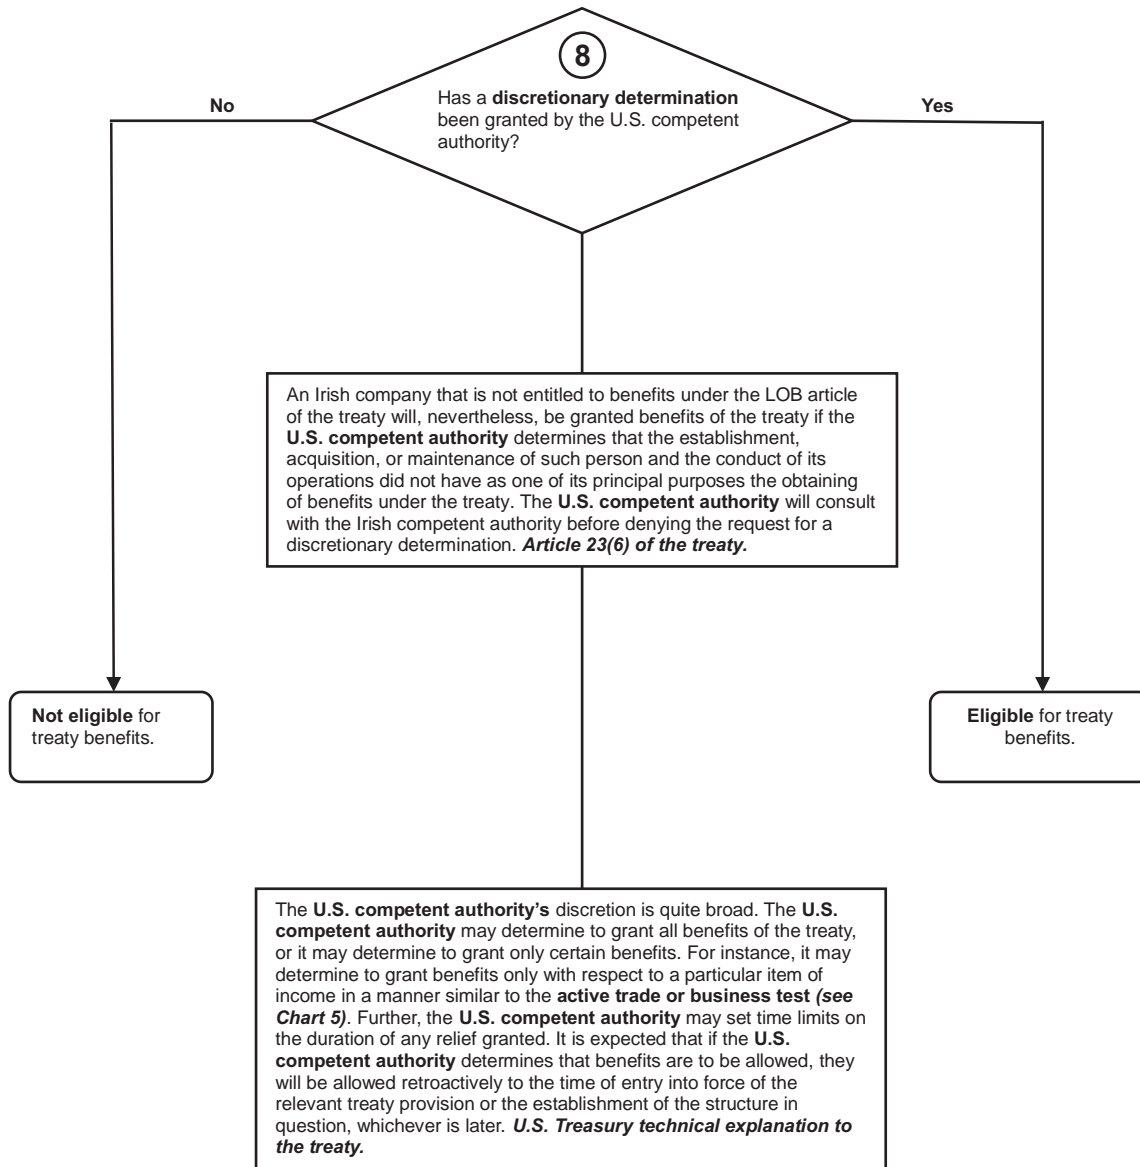 8
Has a discretionary determination
been granted by the U.S. competent
authority?
No
Yes
An Irish company that is not entitled to benefits under the LOB article
of the treaty will, nevertheless, be granted benefits of the treaty if the
U.S. competent authority determines that the establishment,
acquisition, or maintenance of such person and the conduct of its
operations did not have as one of its principal purposes the obtaining
of benefits under the treaty. The U.S. competent authority will consult
with the Irish competent authority before denying the request for a
discretionary determination. Article 23(6) of the treaty.
Not eligible for
treaty benefits.
Eligible for treaty
benefits.
The U.S. competent authority's discretion is quite broad. The U.S.
competent authority may determine to grant all benefits of the treaty,
or it may determine to grant only certain benefits. For instance, it may
determine to grant benefits only with respect to a particular item of
income in a manner similar to the active trade or business test (see
Chart 5). Further, the U.S. competent authority may set time limits on
the duration of any relief granted. It is expected that if the U.S.
competent authority determines that benefits are to be allowed, they
will be allowed retroactively to the time of entry into force of the
relevant treaty provision or the establishment of the structure in
question, whichever is later. U.S. Treasury technical explanation to
the treaty.